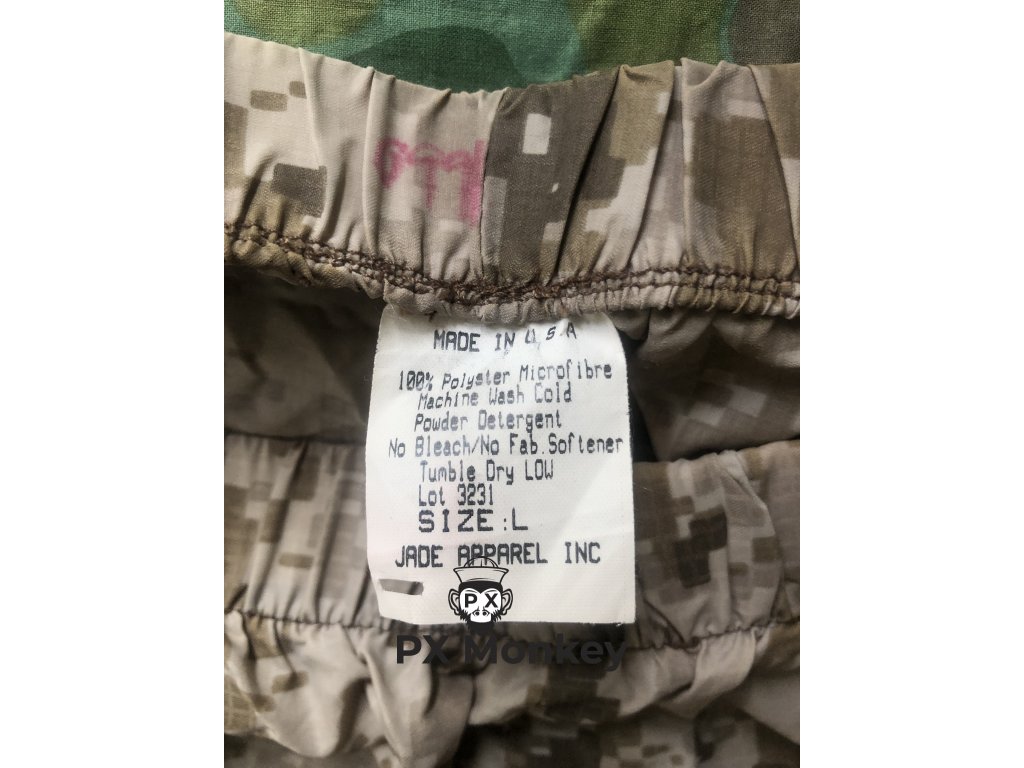 MADE IN U S A
100% Polyster Microfibre
Machine Wash Cold
Powder Detergent
No Bleach/No Fab.Softener
Tumble Dry LOW
Lot 3231
SIZE:L
JADE APPAREL INC
PX
PX Monkey